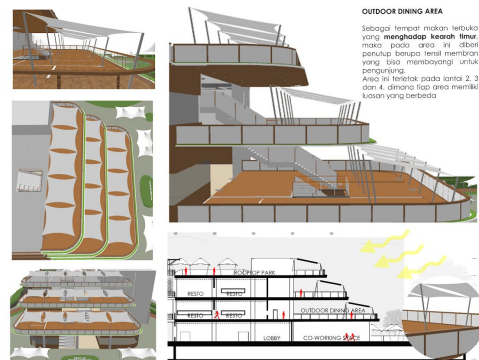 OUTDOOR DINING AREA
Sebagai tempat makan terbuka
yang menghadap kearah timur,
maka pada area ini diberi
penutup berupa tensil membran
yang bisa membayangi untuk
pengunjung.
Area ini terletak pada lantai 2, 3
dan 4, dimana tiap area memiliki
luasan yang berbeda
ROOFTOP PARK
RESTO RESTO
RESTO RESTO OUTDOOR DINING AREA
LOBBY CO-WORKING SPACE